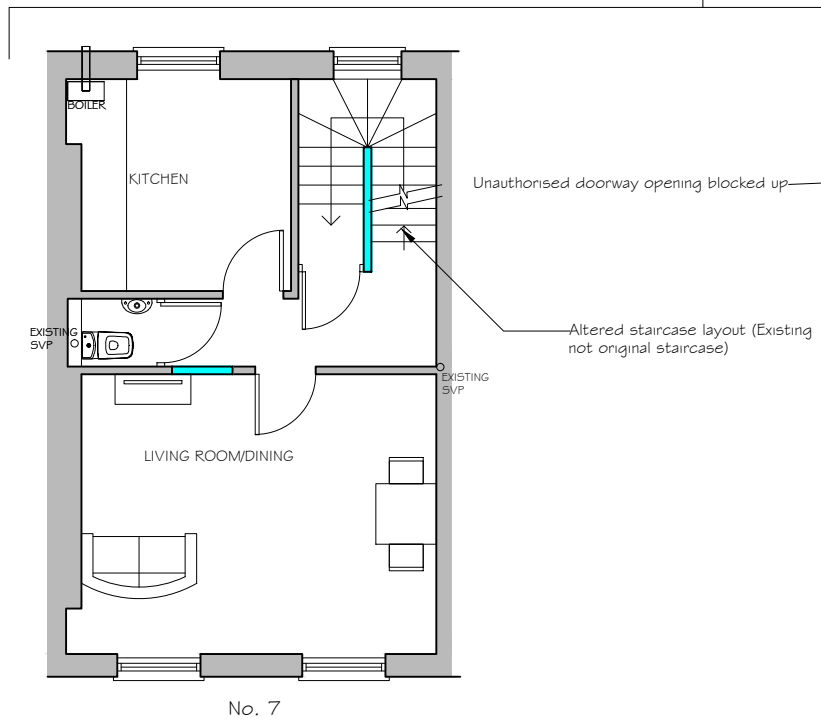 BOILER
KITCHEN
Unauthorised doorway opening blocked up
EXISTING
SVP
Altered staircase layout (Existing
not original staircase)
EXISTING
SVP
LIVING ROOM/DINING
No. 7